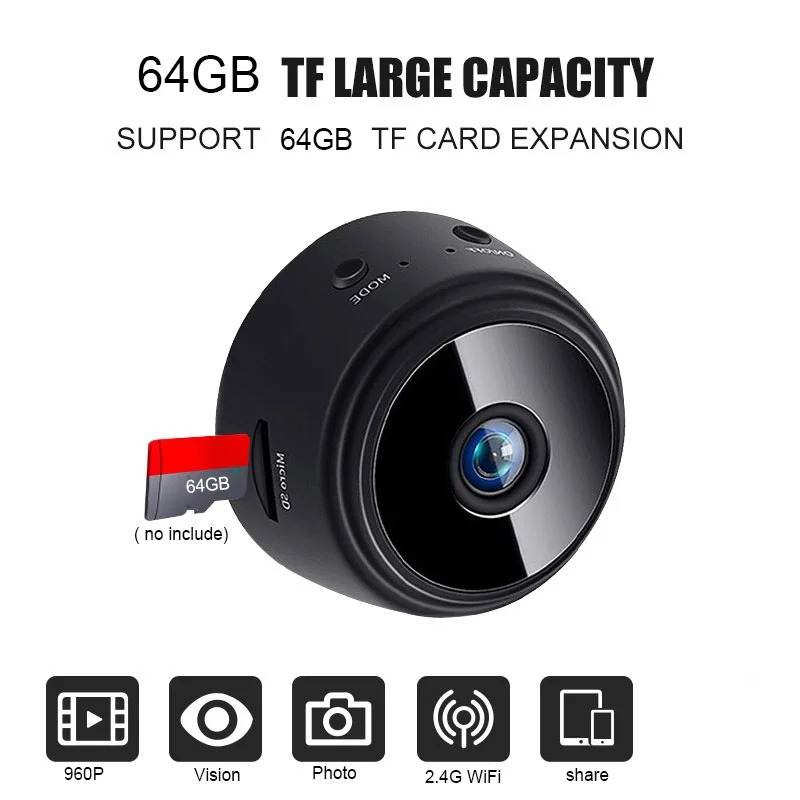 64GB TF LARGE CAPACITY
SUPPORT 64GB TF CARD EXPANSION
ON/OFF
MODE
Micro SD
64GB
( no include)
960P
Vision
Photo
2.4G WiFi
share